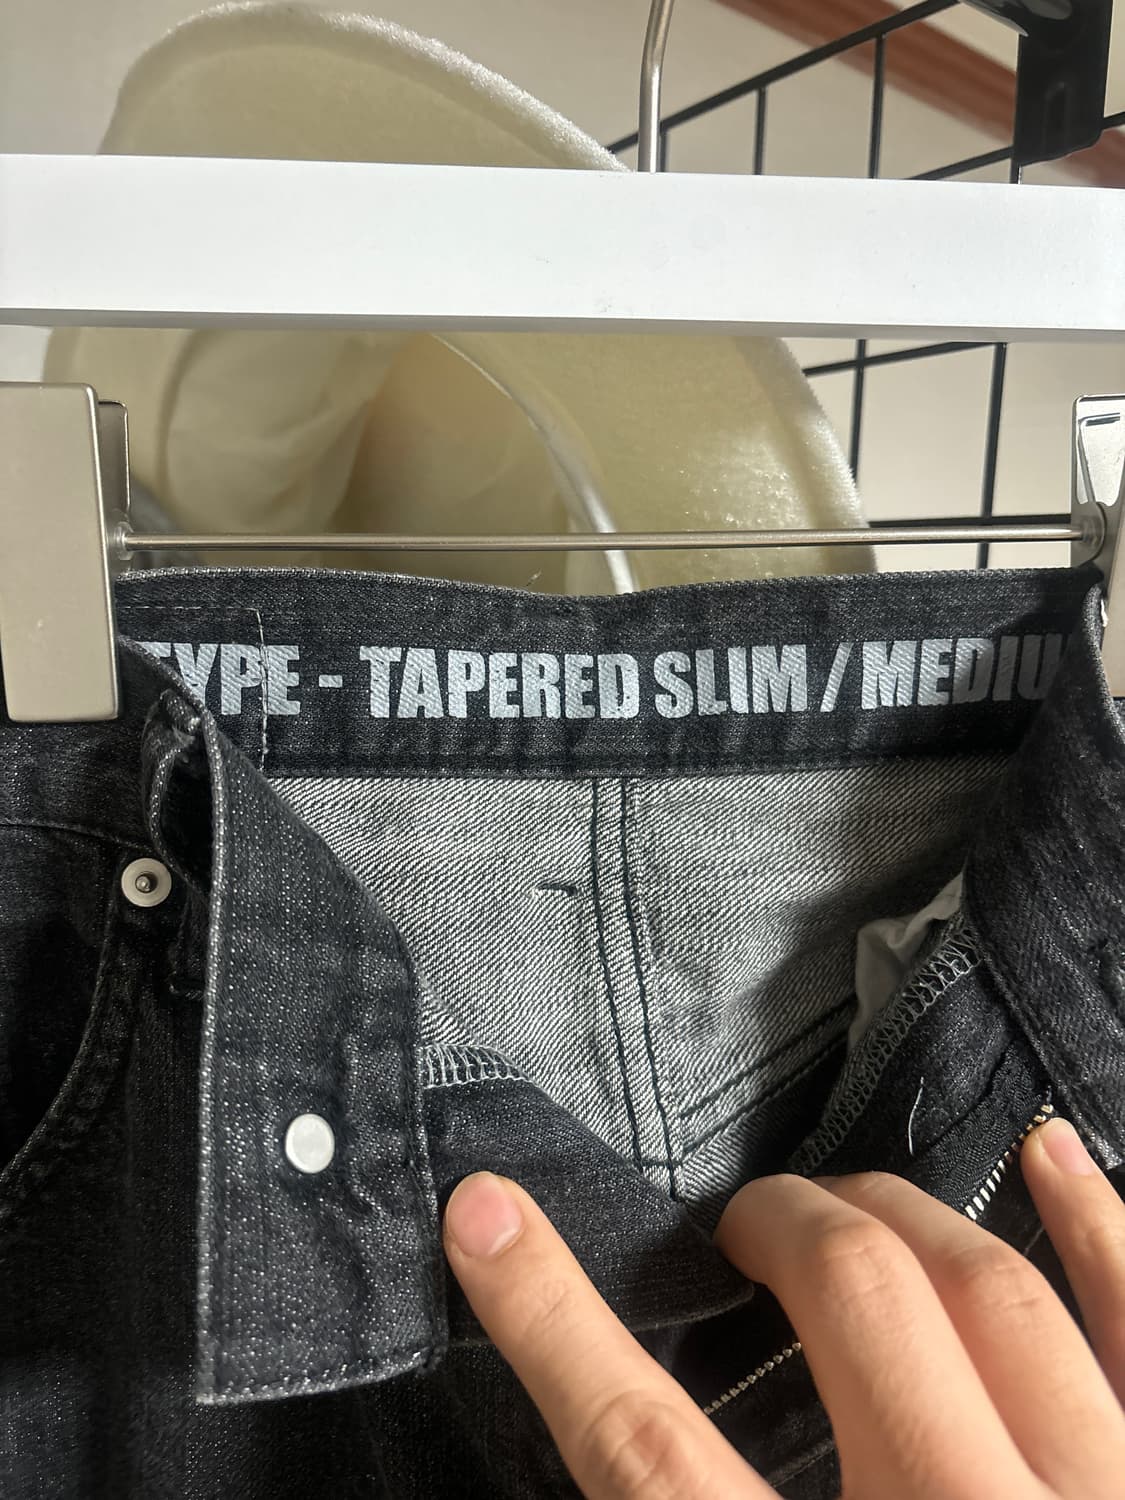 TYPE - TAPERED SLIM / MEDIU